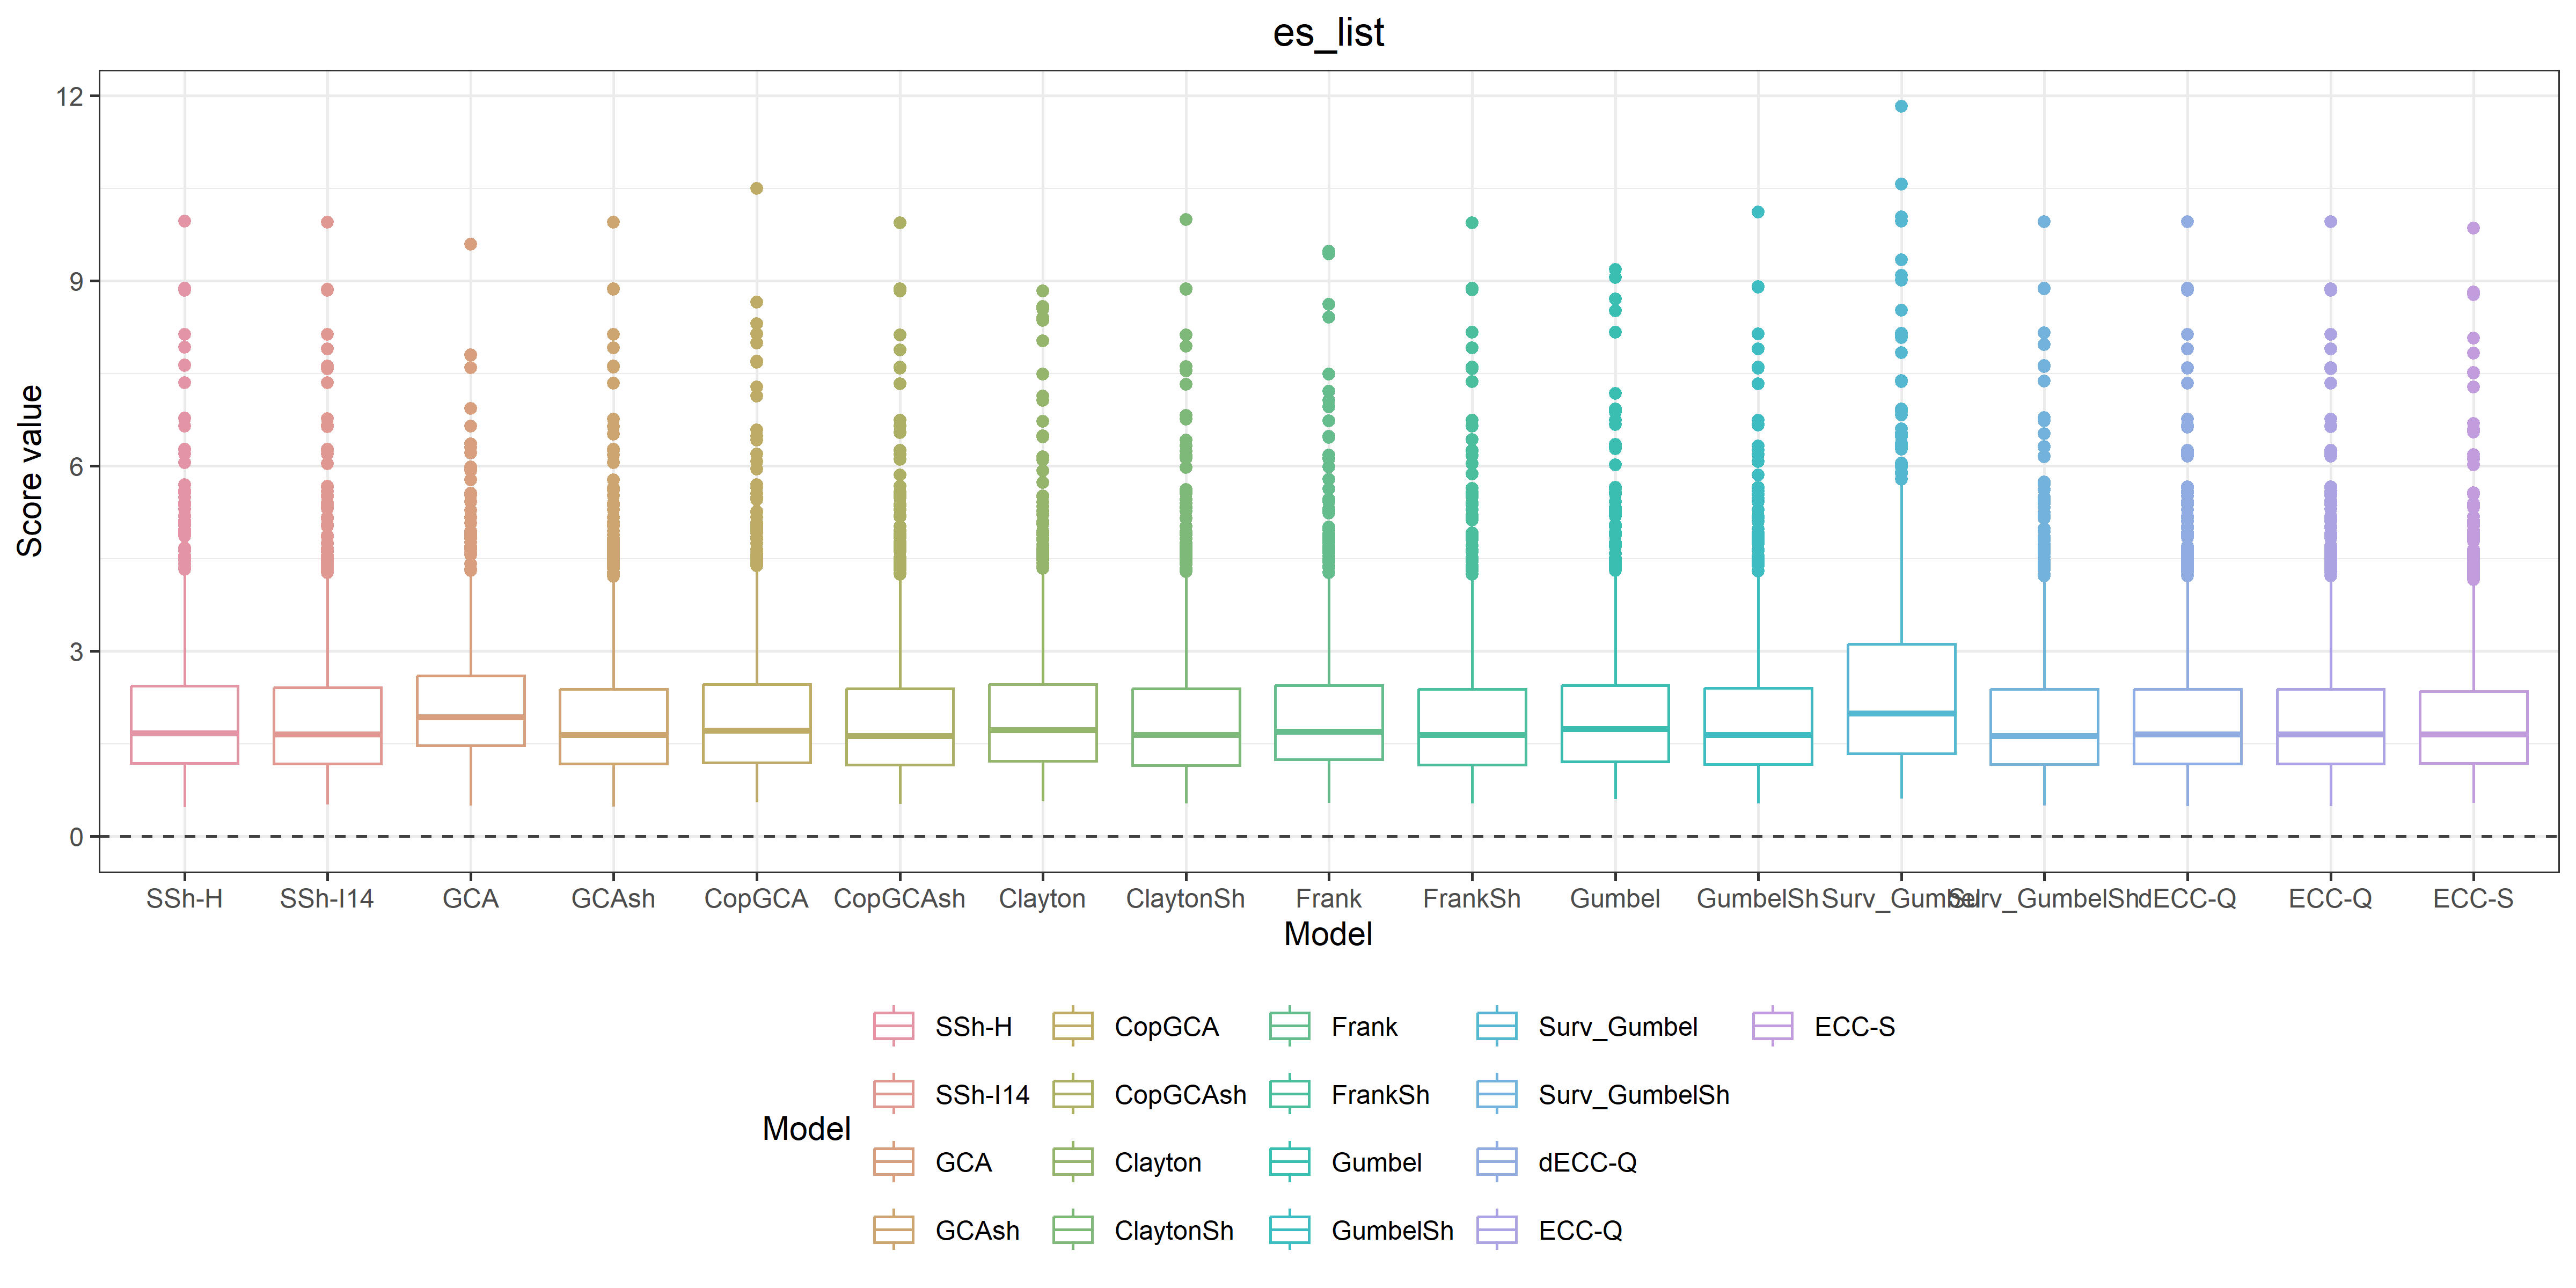 es_list
Score value
12
9
6
3
0
SSh-H SSh-I14 GCA GCAsh CopGCA CopGCAsh Clayton ClaytonSh Frank FrankSh Gumbel GumbelSh Surv_Gumbel Surv_GumbelSh dECC-Q ECC-Q ECC-S
Model
Model
SSh-H CopGCA Frank Surv_Gumbel ECC-S
SSh-I14 CopGCAsh FrankSh Surv_GumbelSh
GCA Clayton Gumbel dECC-Q
GCAsh ClaytonSh GumbelSh ECC-Q